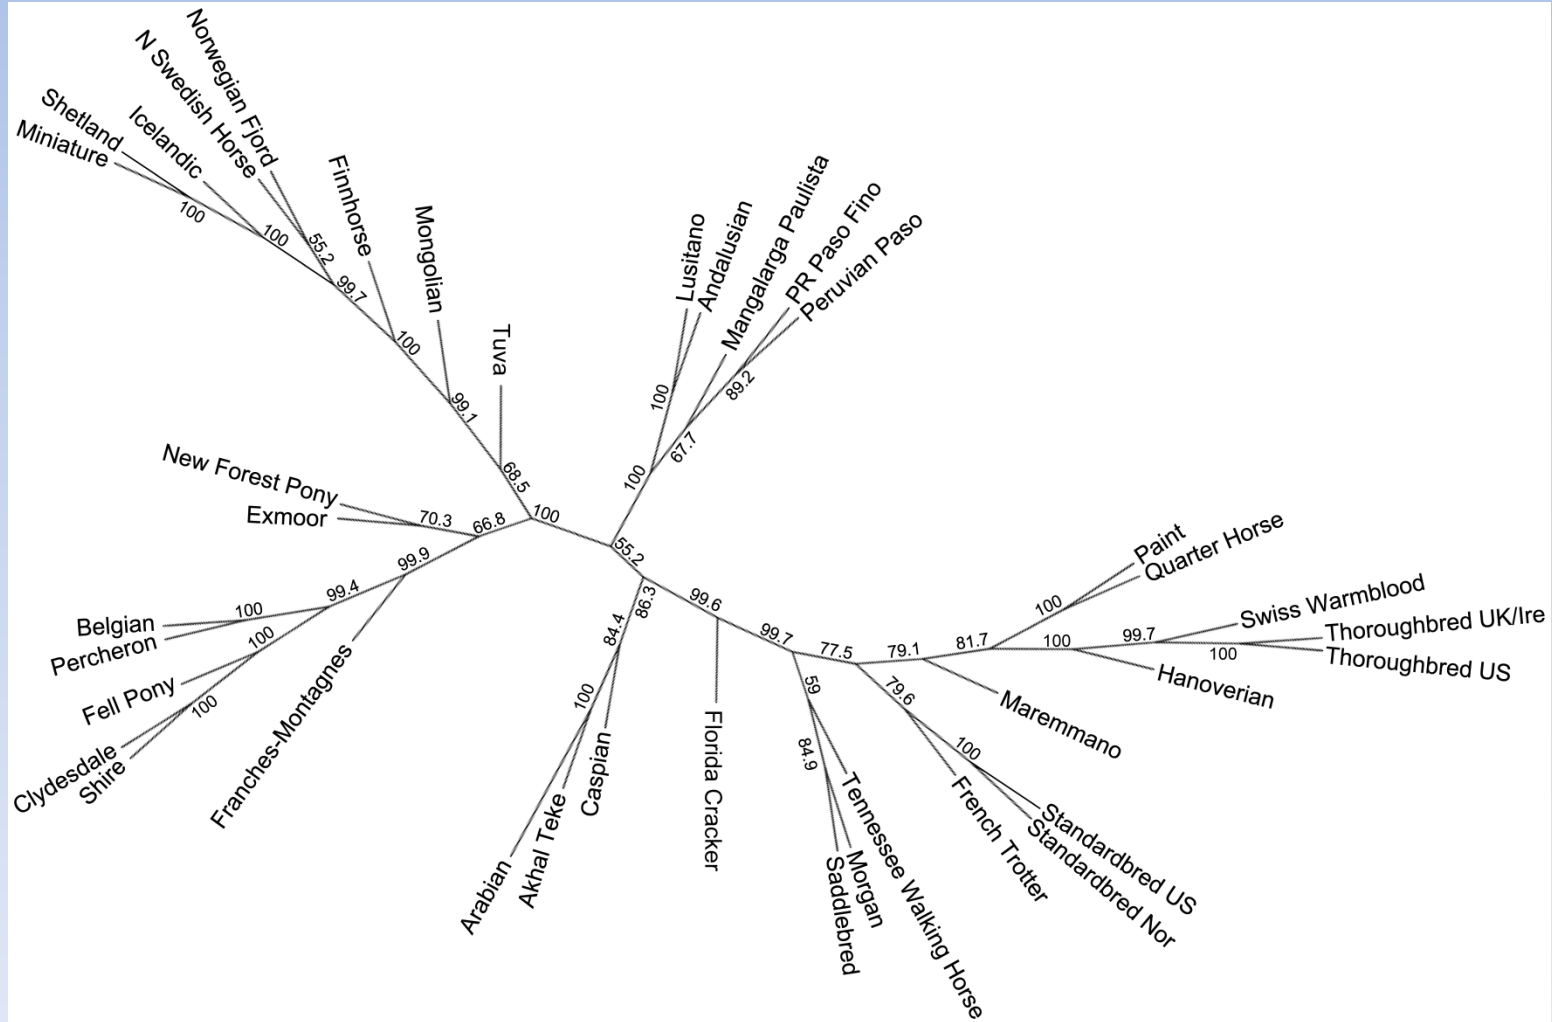 Norwegian Fjord
N Swedish Horse
Shetland
Miniature
Icelandic
Finnhorse
Mongolian
Tuva
100
100
55.2
99.7
100
99.1
68.5
100
Lusitano
Andalusian
Mangalarga Paulista
PR Paso Fino
Peruvian Paso
100
89.2
67.7
100
55.2
New Forest Pony
Exmoor
70.3
66.8
99.9
99.4
100
100
100
Belgian
Percheron
Fell Pony
Clydesdale
Shire
Franches-Montagnes
86.3
84.4
100
Arabian
Akhal Teke
Caspian
99.6
Florida Cracker
99.7
59
84.9
Tennessee Walking Horse
Morgan
Saddlebred
77.5
79.6
100
French Trotter
Standardbred US
Standardbred Nor
79.1
Maremmano
81.7
100
Paint
Quarter Horse
100
99.7
100
Swiss Warmblood
Thoroughbred UK/Ire
Thoroughbred US
Hanoverian